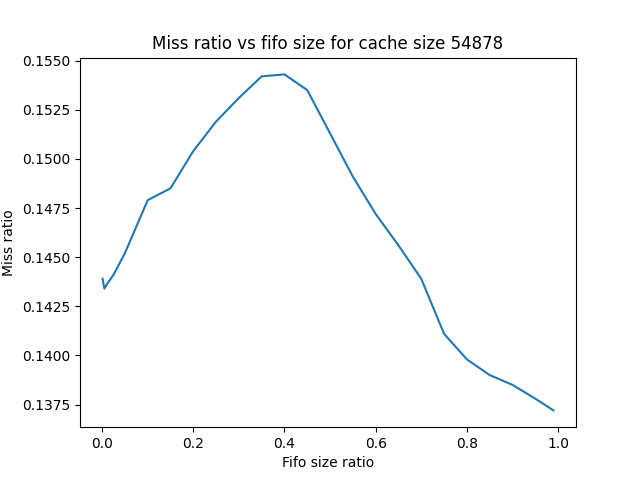 Miss ratio vs fifo size for cache size 54878
0.1550
0.1525
0.1500
0.1475
0.1450
0.1425
0.1400
0.1375
Miss ratio
0.0 0.2 0.4 0.6 0.8 1.0
Fifo size ratio